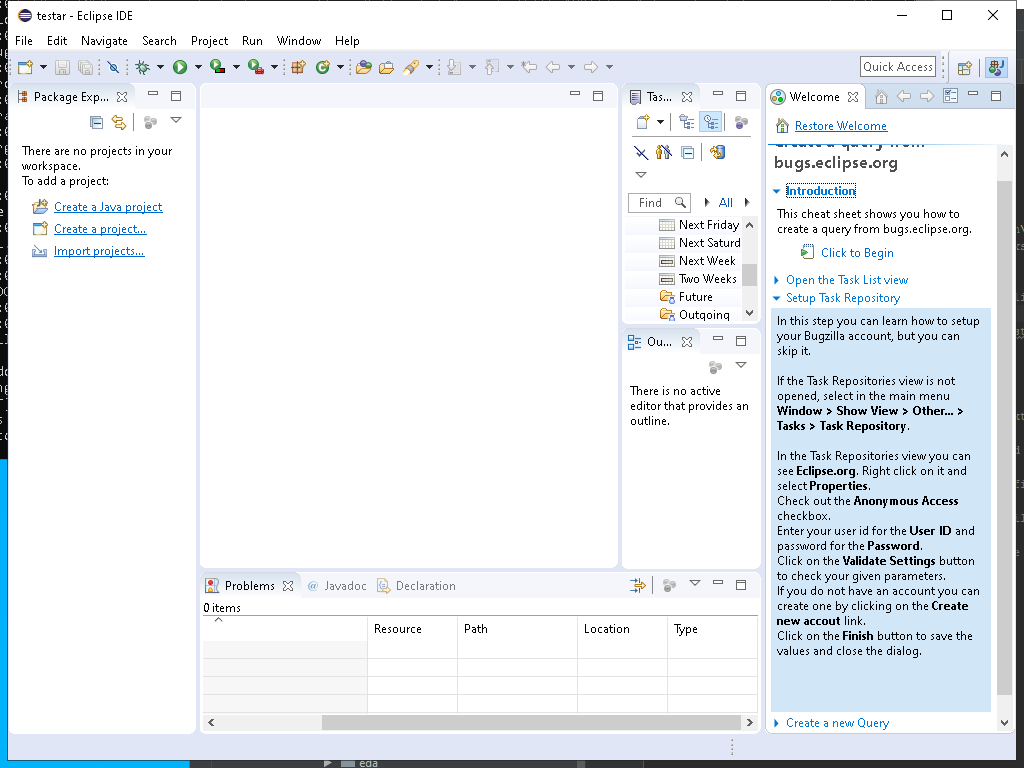 testar - Eclipse IDE
File Edit Navigate Search Project Run Window Help
Quick Access
Package Exp...
There are no projects in your
workspace.
To add a project:
Create a Java project
Create a project...
Import projects...
Tas...
Find
All
Next Friday
Next Saturd
Next Week
Two Weeks
Future
Outgoing
Ou...
There is no active
editor that provides an
outline.
Problems
@ Javadoc
Declaration
0 items
Resource Path Location Type
Welcome
Restore Welcome
Create a query from
bugs.eclipse.org
Introduction
This cheat sheet shows you how to
create a query from bugs.eclipse.org.
Click to Begin
Open the Task List view
Setup Task Repository
In this step you can learn how to setup
your Bugzilla account, but you can
skip it.
If the Task Repositories view is not
opened, select in the main menu
Window > Show View > Other... >
Tasks > Task Repository.
In the Task Repositories view you can
see Eclipse.org. Right click on it and
select Properties.
Check out the Anonymous Access
checkbox.
Enter your user id for the User ID and
password for the Password.
Click on the Validate Settings button
to check your given parameters.
If you do not have an account you can
create one by clicking on the Create
new accout link.
Click on the Finish button to save the
values and close the dialog.
Create a new Query
eda